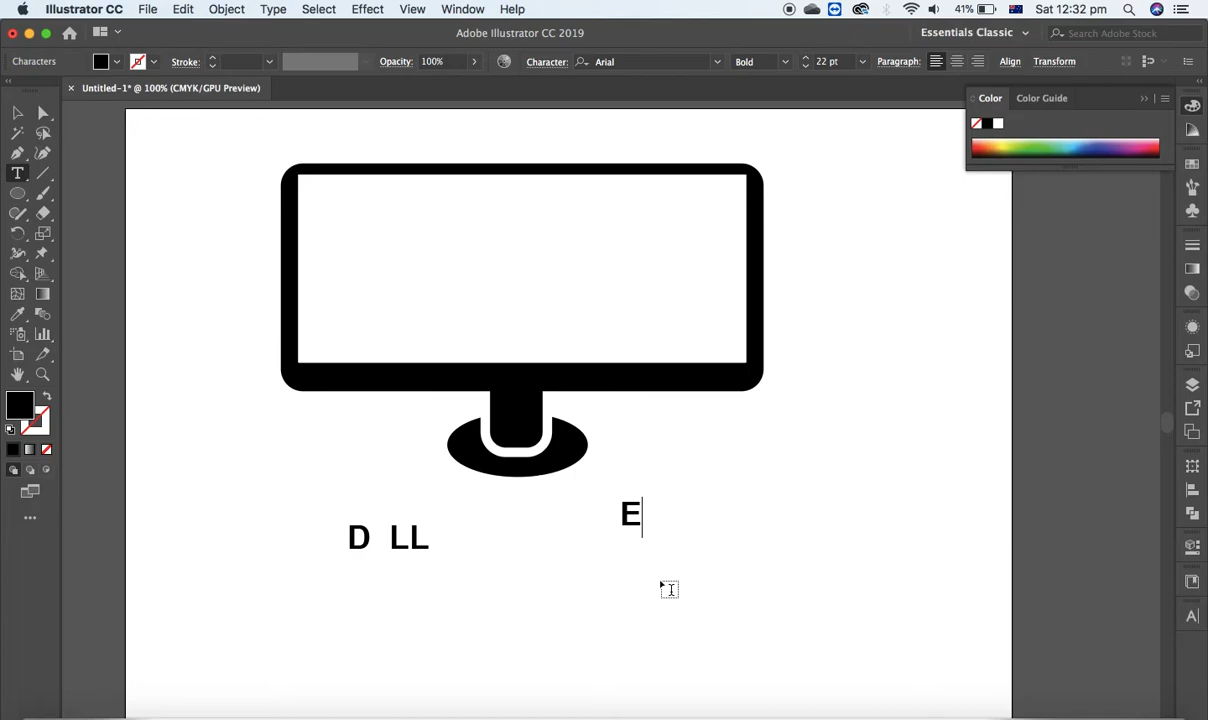 Illustrator CC File Edit Object Type Select Effect View Window Help 41% Sat 12:32 pm
Adobe Illustrator CC 2019 Essentials Classic Search Adobe Stock
Characters Stroke: Opacity: 100% Character: Arial Bold 22 pt Paragraph: Align Transform
× Untitled-1* @ 100% (CMYK/GPU Preview)
Color Color Guide
E
D LL